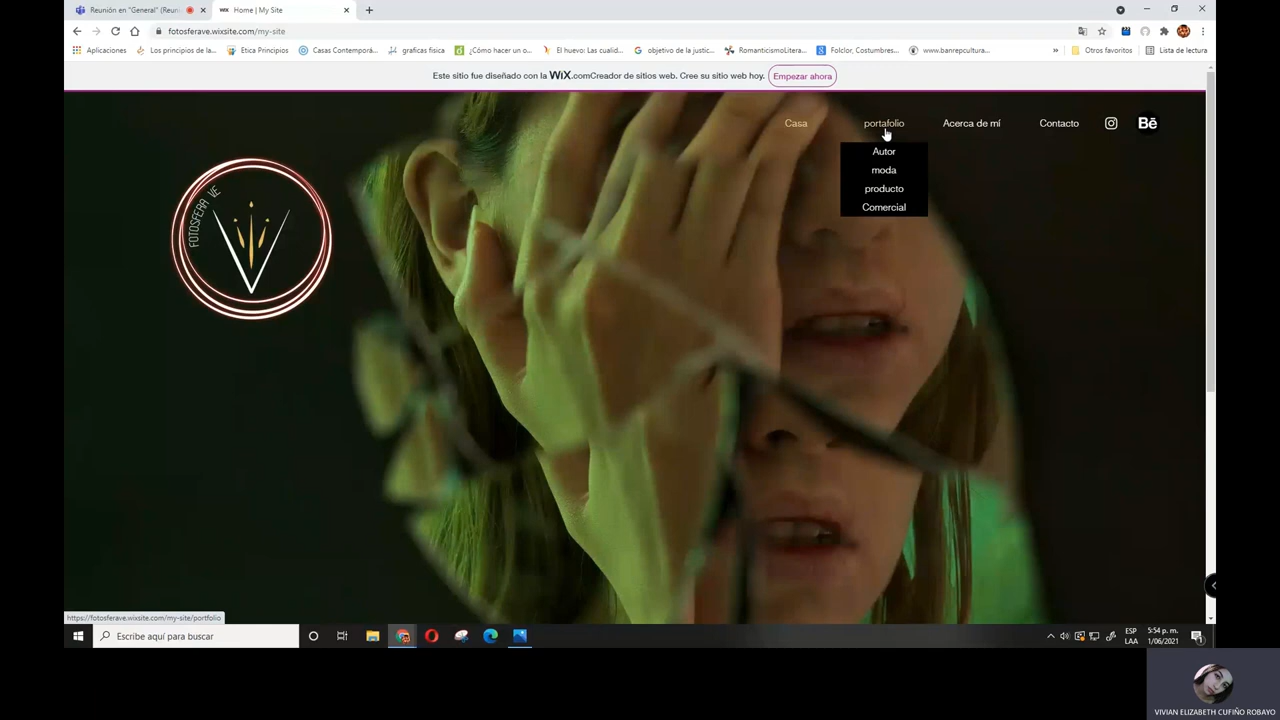 Reunión en "General" (Reuni
Home | My Site
fotosferave.wixsite.com/my-site
Aplicaciones
Los principios de la...
Etica Principios
Casas Contemporá...
graficas fisica
¿Cómo hacer un o...
El huevo: Las cualid...
objetivo de la justic...
RomanticismoLitera...
Folclor, Costumbres...
www.banrepcultura...
»
Otros favoritos
Lista de lectura
Este sitio fue diseñado con la WiX.comCreador de sitios web. Cree su sitio web hoy.
Empezar ahora
Casa
portafolio
Acerca de mí
Contacto
Bē
Autor
moda
producto
Comercial
FOTOSFERA VE
https://fotosferave.wixsite.com/my-site/portfolio
Escribe aquí para buscar
ESP
LAA
5:54 p. m.
1/06/2021
VIVIAN ELIZABETH CUFIÑO ROBAYO